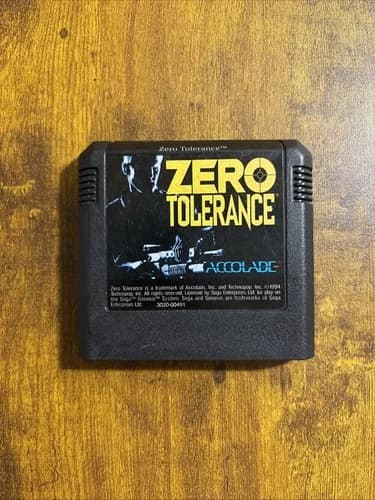 Zero Tolerance™
ZERO
TOLERANCE
ACCOLADE
Zero Tolerance is a trademark of Accolade, Inc. and Technopop, Inc. ©1994
Technopop, Inc. All rights reserved. Licensed by Sega Enterprises Ltd. for play on
the Sega™ Genesis™ System. Sega and Genesis are trademarks of Sega
Enterprises Ltd. 3020-00491